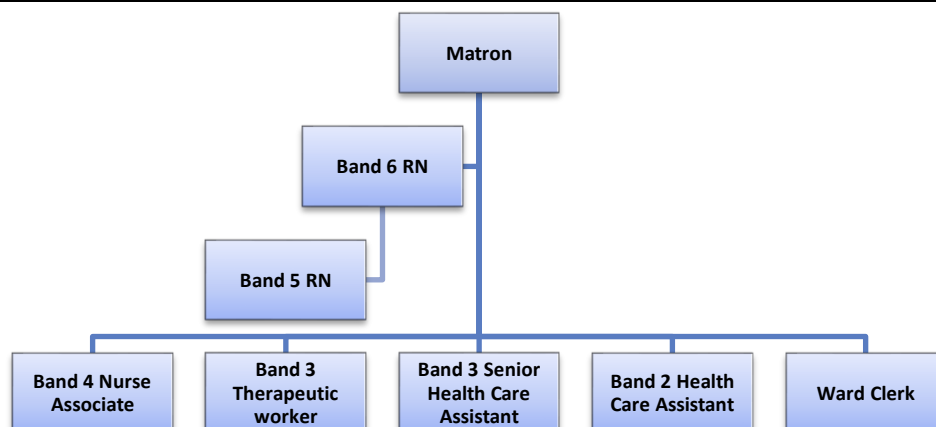 Matron
Band 6 RN
Band 5 RN
Band 4 Nurse
Associate
Band 3
Therapeutic
worker
Band 3 Senior
Health Care
Assistant
Band 2 Health
Care Assistant
Ward Clerk